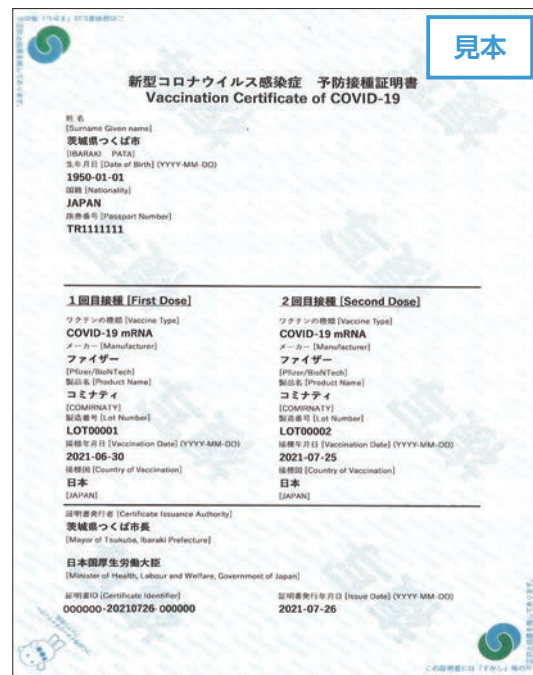 見本
新型コロナウイルス感染症 予防接種証明書
Vaccination Certificate of COVID-19
姓 名
[Surname Given name]
茨城県つくば市
[IBARAKI PATA]
生年月日 [Date of Birth] (YYYY-MM-DD)
1950-01-01
国籍 [Nationality]
JAPAN
旅券番号 [Passport Number]
TR1111111
1回目接種 [First Dose]
ワクチンの種類 [Vaccine Type]
COVID-19 mRNA
メーカー [Manufacturer]
ファイザー
[Pfizer/BioNTech]
製品名 [Product Name]
コミナティ
[COMIRNATY]
製造番号 [Lot Number]
LOT00001
接種年月日 [Vaccination Date] (YYYY-MM-DD)
2021-06-30
接種国 [Country of Vaccination]
日本
[JAPAN]
2回目接種 [Second Dose]
ワクチンの種類 [Vaccine Type]
COVID-19 mRNA
メーカー [Manufacturer]
ファイザー
[Pfizer/BioNTech]
製品名 [Product Name]
コミナティ
[COMIRNATY]
製造番号 [Lot Number]
LOT00002
接種年月日 [Vaccination Date] (YYYY-MM-DD)
2021-07-25
接種国 [Country of Vaccination]
日本
[JAPAN]
証明書発行者 [Certificate Issuance Authority]
茨城県つくば市長
[Mayor of Tsukuba, Ibaraki Prefecture]
日本国厚生労働大臣
[Minister of Health, Labour and Welfare, Government of Japan]
証明書ID [Certificate Identifier]
000000-20210726-000000
証明書発行年月日 [Issue Date] (YYYY-MM-DD)
2021-07-26
この証明書には「すかし」等の